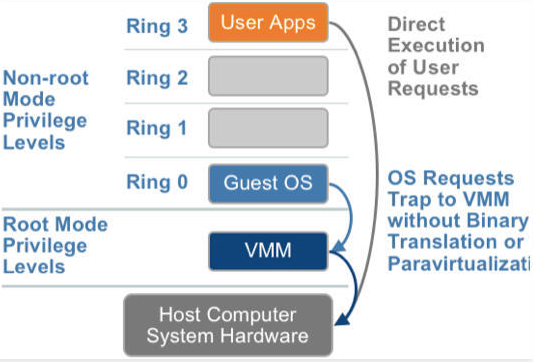 Ring 3
User Apps
Direct
Execution
of User
Requests
Non-root
Mode
Privilege
Levels
Ring 2
Ring 1
Ring 0
Guest OS
OS Requests
Trap to VMM
without Binary
Translation or
Paravirtualizati
Root Mode
Privilege
Levels
VMM
Host Computer
System Hardware